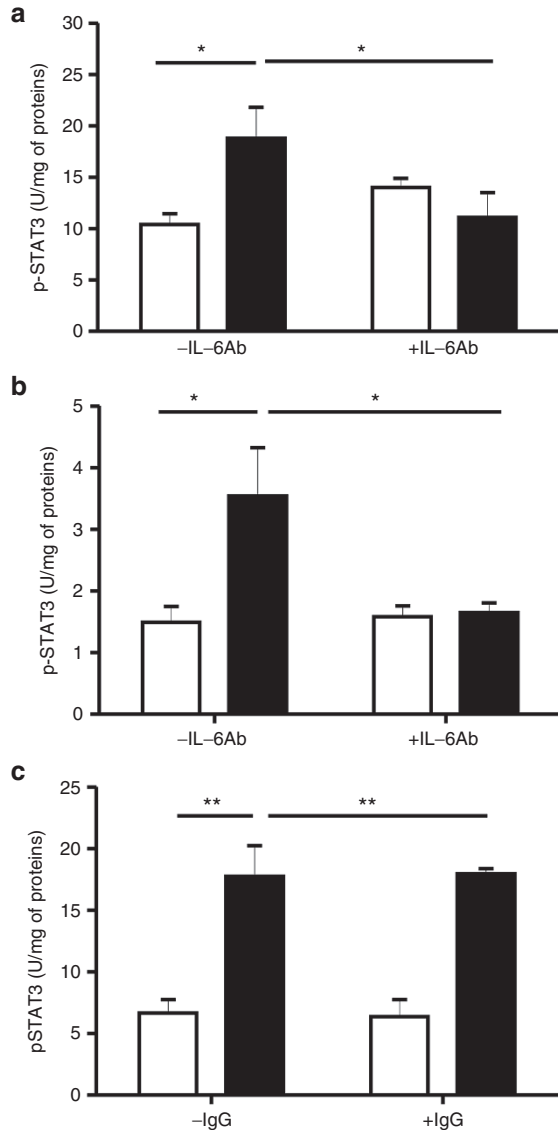 a
p-STAT3 (U/mg of proteins)
30
25
20
15
10
5
0
*
*
–IL–6Ab
+IL–6Ab
b
p-STAT3 (U/mg of proteins)
5
4
3
2
1
0
*
*
–IL–6Ab
+IL–6Ab
c
pSTAT3 (U/mg of proteins)
25
20
15
10
5
0
**
**
–IgG
+IgG